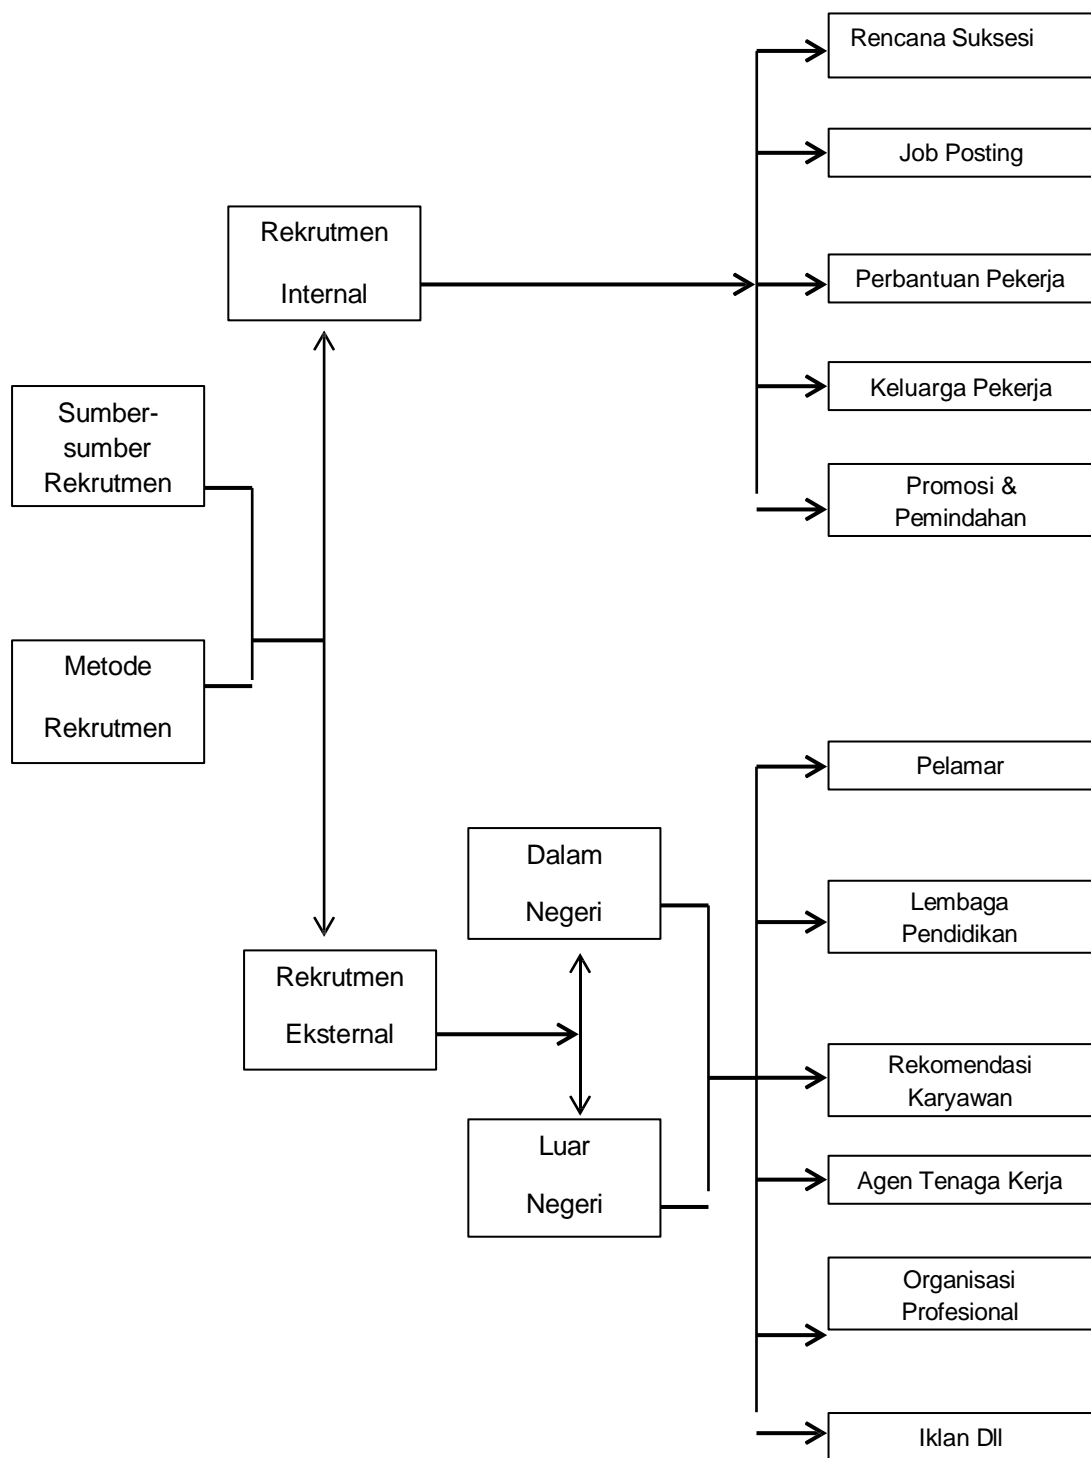 Rencana Suksesi
Job Posting
Rekrutmen
Internal
Perbantuan Pekerja
Keluarga Pekerja
Sumber-
sumber
Rekrutmen
Promosi &
Pemindahan
Metode
Rekrutmen
Pelamar
Dalam
Negeri
Lembaga
Pendidikan
Rekrutmen
Eksternal
Rekomendasi
Karyawan
Luar
Negeri
Agen Tenaga Kerja
Organisasi
Profesional
Iklan Dll